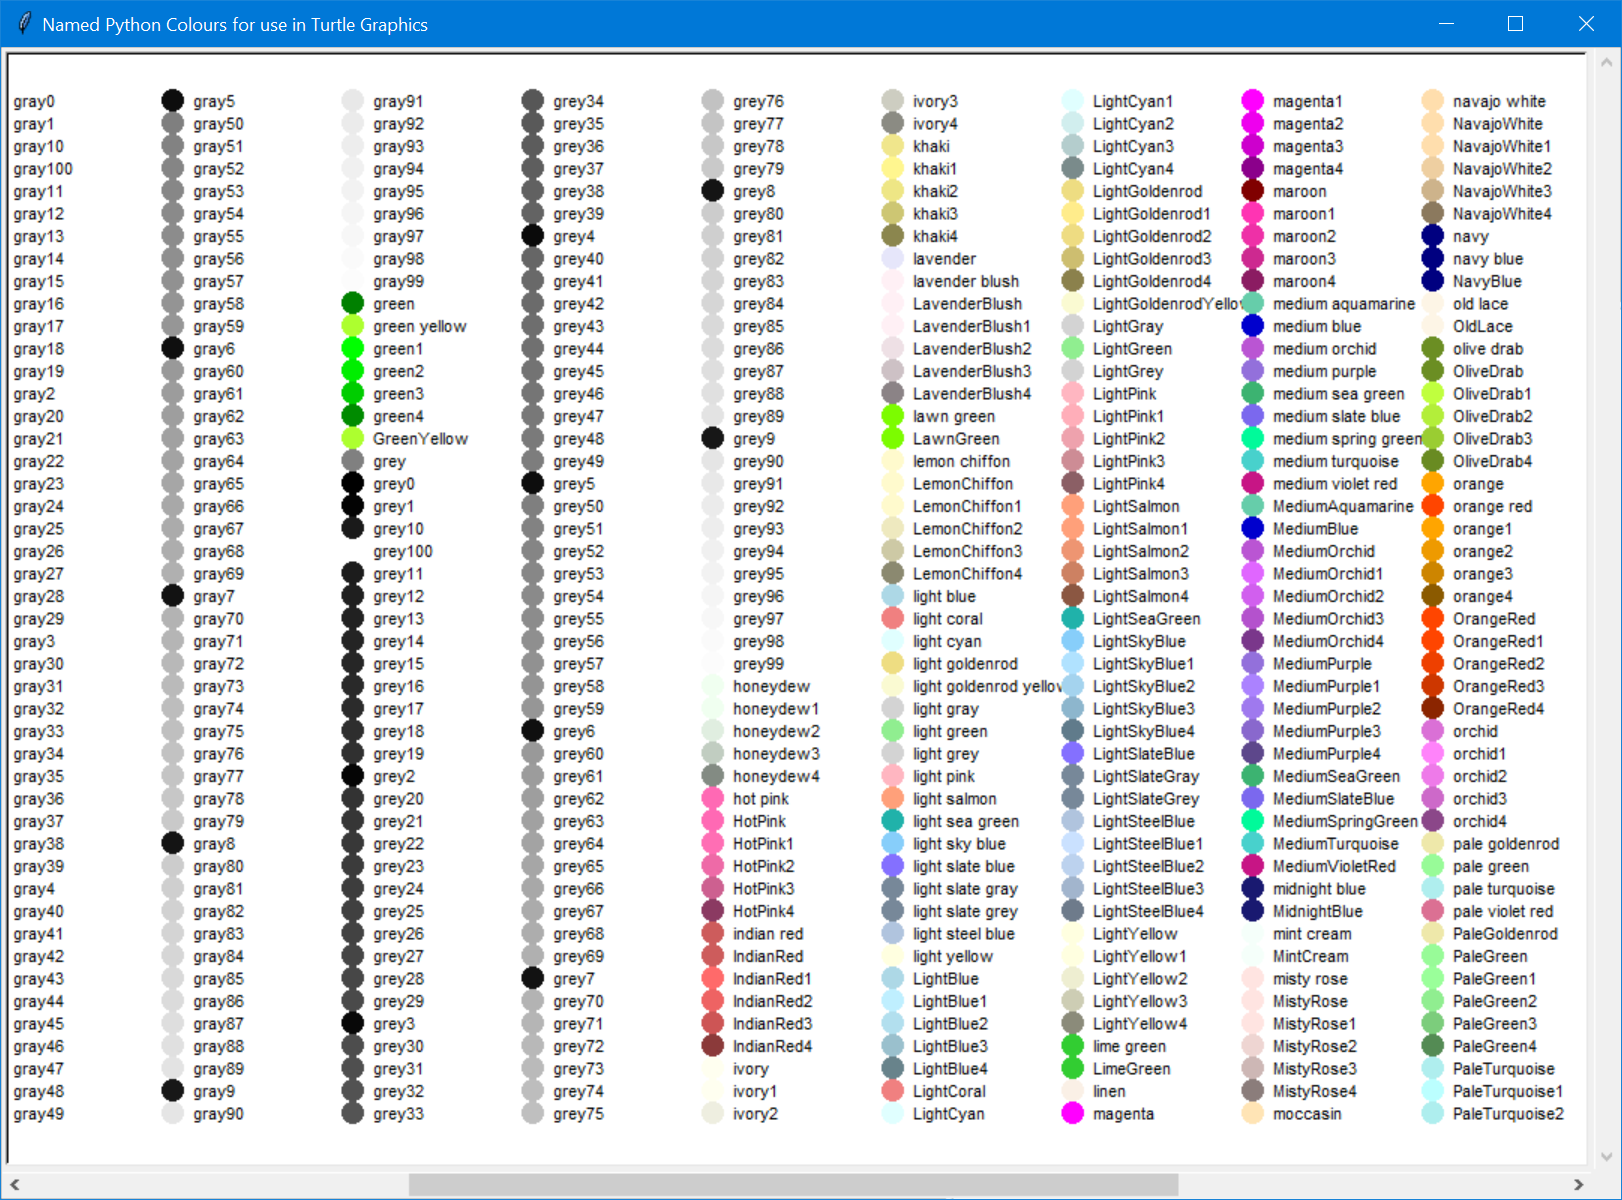 Named Python Colours for use in Turtle Graphics
gray0
gray1
gray10
gray100
gray11
gray12
gray13
gray14
gray15
gray16
gray17
gray18
gray19
gray2
gray20
gray21
gray22
gray23
gray24
gray25
gray26
gray27
gray28
gray29
gray3
gray30
gray31
gray32
gray33
gray34
gray35
gray36
gray37
gray38
gray39
gray4
gray40
gray41
gray42
gray43
gray44
gray45
gray46
gray47
gray48
gray49
gray5
gray50
gray51
gray52
gray53
gray54
gray55
gray56
gray57
gray58
gray59
gray6
gray60
gray61
gray62
gray63
gray64
gray65
gray66
gray67
gray68
gray69
gray7
gray70
gray71
gray72
gray73
gray74
gray75
gray76
gray77
gray78
gray79
gray8
gray80
gray81
gray82
gray83
gray84
gray85
gray86
gray87
gray88
gray89
gray9
gray90
gray91
gray92
gray93
gray94
gray95
gray96
gray97
gray98
gray99
green
green yellow
green1
green2
green3
green4
GreenYellow
grey
grey0
grey1
grey10
grey100
grey11
grey12
grey13
grey14
grey15
grey16
grey17
grey18
grey19
grey2
grey20
grey21
grey22
grey23
grey24
grey25
grey26
grey27
grey28
grey29
grey3
grey30
grey31
grey32
grey33
grey34
grey35
grey36
grey37
grey38
grey39
grey4
grey40
grey41
grey42
grey43
grey44
grey45
grey46
grey47
grey48
grey49
grey5
grey50
grey51
grey52
grey53
grey54
grey55
grey56
grey57
grey58
grey59
grey6
grey60
grey61
grey62
grey63
grey64
grey65
grey66
grey67
grey68
grey69
grey7
grey70
grey71
grey72
grey73
grey74
grey75
grey76
grey77
grey78
grey79
grey8
grey80
grey81
grey82
grey83
grey84
grey85
grey86
grey87
grey88
grey89
grey9
grey90
grey91
grey92
grey93
grey94
grey95
grey96
grey97
grey98
grey99
honeydew
honeydew1
honeydew2
honeydew3
honeydew4
hot pink
HotPink
HotPink1
HotPink2
HotPink3
HotPink4
indian red
IndianRed
IndianRed1
IndianRed2
IndianRed3
IndianRed4
ivory
ivory1
ivory2
ivory3
ivory4
khaki
khaki1
khaki2
khaki3
khaki4
lavender
lavender blush
LavenderBlush
LavenderBlush1
LavenderBlush2
LavenderBlush3
LavenderBlush4
lawn green
LawnGreen
lemon chiffon
LemonChiffon
LemonChiffon1
LemonChiffon2
LemonChiffon3
LemonChiffon4
light blue
light coral
light cyan
light goldenrod
light goldenrod yellow
light gray
light green
light grey
light pink
light salmon
light sea green
light sky blue
light slate blue
light slate gray
light slate grey
light steel blue
light yellow
LightBlue
LightBlue1
LightBlue2
LightBlue3
LightBlue4
LightCoral
LightCyan
LightCyan1
LightCyan2
LightCyan3
LightCyan4
LightGoldenrod
LightGoldenrod1
LightGoldenrod2
LightGoldenrod3
LightGoldenrod4
LightGoldenrodYellow
LightGray
LightGreen
LightGrey
LightPink
LightPink1
LightPink2
LightPink3
LightPink4
LightSalmon
LightSalmon1
LightSalmon2
LightSalmon3
LightSalmon4
LightSeaGreen
LightSkyBlue
LightSkyBlue1
LightSkyBlue2
LightSkyBlue3
LightSkyBlue4
LightSlateBlue
LightSlateGray
LightSlateGrey
LightSteelBlue
LightSteelBlue1
LightSteelBlue2
LightSteelBlue3
LightSteelBlue4
LightYellow
LightYellow1
LightYellow2
LightYellow3
LightYellow4
lime green
LimeGreen
linen
magenta
magenta1
magenta2
magenta3
magenta4
maroon
maroon1
maroon2
maroon3
maroon4
medium aquamarine
medium blue
medium orchid
medium purple
medium sea green
medium slate blue
medium spring green
medium turquoise
medium violet red
MediumAquamarine
MediumBlue
MediumOrchid
MediumOrchid1
MediumOrchid2
MediumOrchid3
MediumOrchid4
MediumPurple
MediumPurple1
MediumPurple2
MediumPurple3
MediumPurple4
MediumSeaGreen
MediumSlateBlue
MediumSpringGreen
MediumTurquoise
MediumVioletRed
midnight blue
MidnightBlue
mint cream
MintCream
misty rose
MistyRose
MistyRose1
MistyRose2
MistyRose3
MistyRose4
moccasin
navajo white
NavajoWhite
NavajoWhite1
NavajoWhite2
NavajoWhite3
NavajoWhite4
navy
navy blue
NavyBlue
old lace
OldLace
olive drab
OliveDrab
OliveDrab1
OliveDrab2
OliveDrab3
OliveDrab4
orange
orange red
orange1
orange2
orange3
orange4
OrangeRed
OrangeRed1
OrangeRed2
OrangeRed3
OrangeRed4
orchid
orchid1
orchid2
orchid3
orchid4
pale goldenrod
pale green
pale turquoise
pale violet red
PaleGoldenrod
PaleGreen
PaleGreen1
PaleGreen2
PaleGreen3
PaleGreen4
PaleTurquoise
PaleTurquoise1
PaleTurquoise2